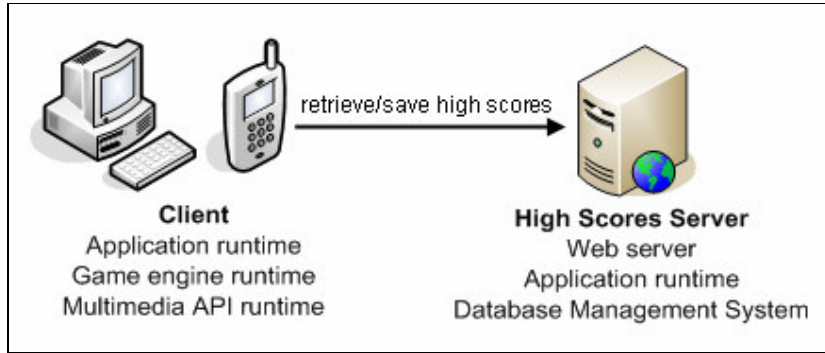 retrieve/save high scores
Client
Application runtime
Game engine runtime
Multimedia API runtime
High Scores Server
Web server
Application runtime
Database Management System